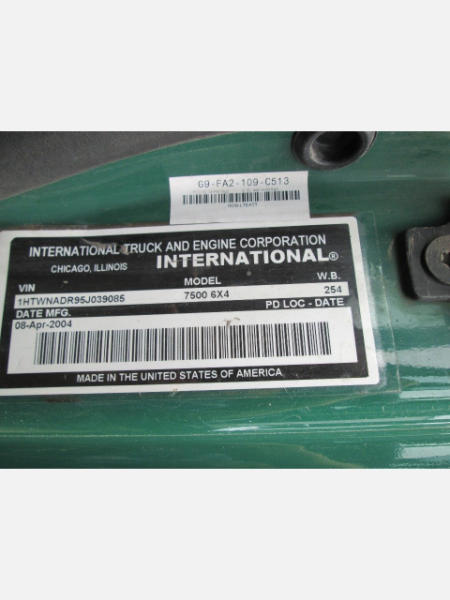 G9-FA2-109-C513
INTERNATIONAL TRUCK AND ENGINE CORPORATION
CHICAGO, ILLINOIS INTERNATIONAL®
VIN MODEL W.B.
1HTWNADR95J039085 7500 6X4 254
DATE MFG. PD LOC - DATE
08-Apr-2004
MADE IN THE UNITED STATES OF AMERICA